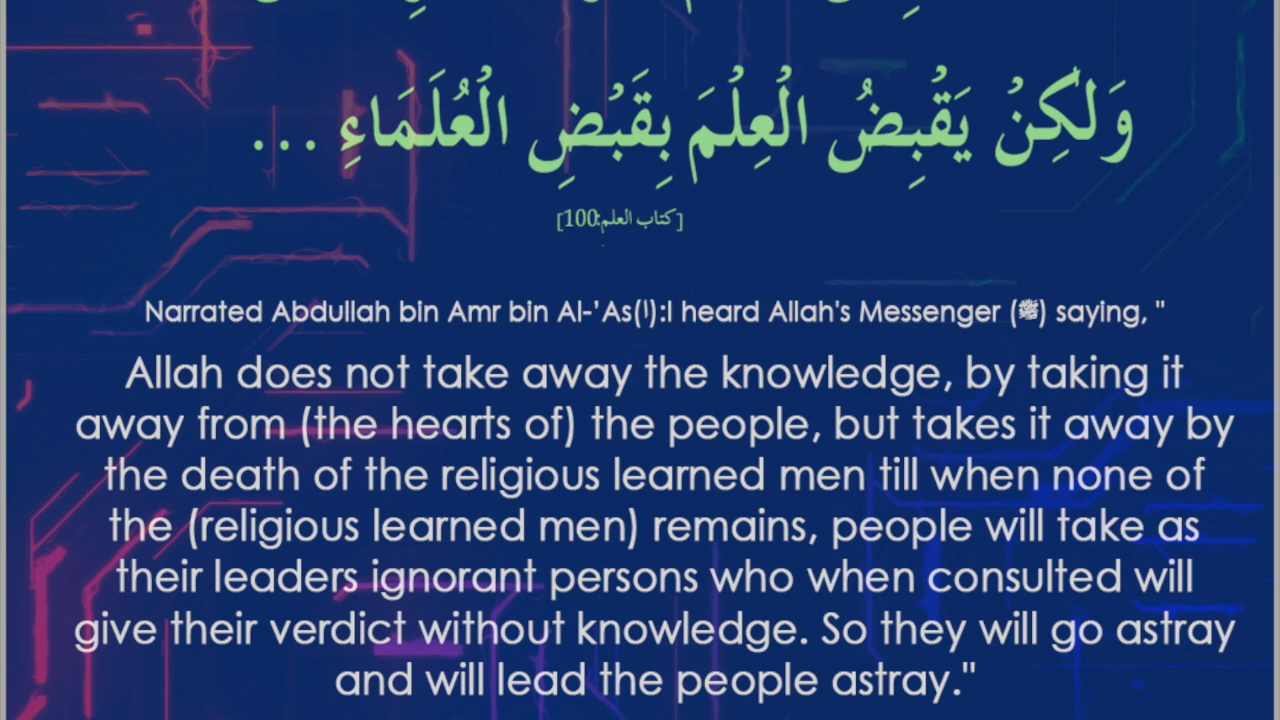 وَلٰكِنْ يَقْبِضُ الْعِلْمَ بِقَبْضِ الْعُلَمَاءِ ...
[كتاب العلم:100]
Narrated Abdullah bin Amr bin Al-'As(ا):I heard Allah's Messenger (ﷺ) saying, "
Allah does not take away the knowledge, by taking it
away from (the hearts of) the people, but takes it away by
the death of the religious learned men till when none of
the (religious learned men) remains, people will take as
their leaders ignorant persons who when consulted will
give their verdict without knowledge. So they will go astray
and will lead the people astray."